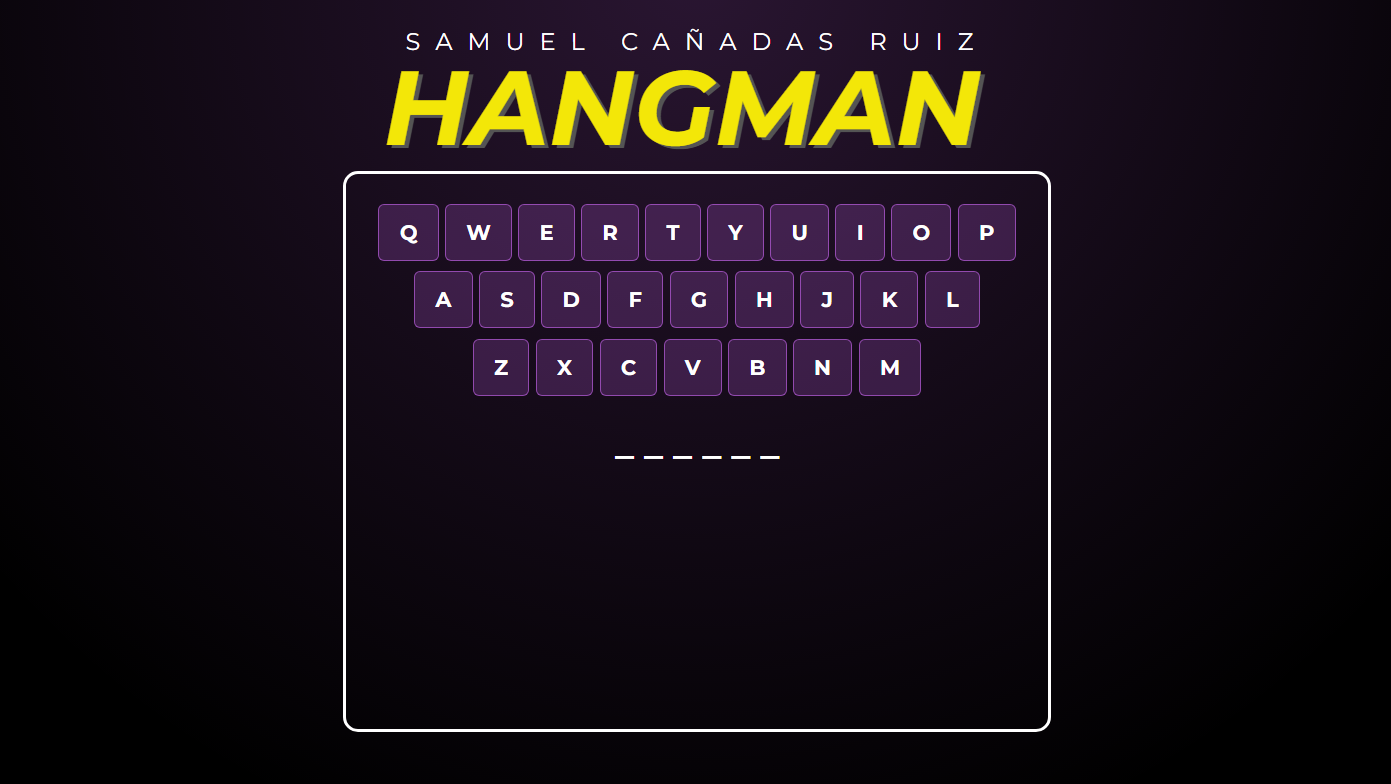 SAMUEL CAÑADAS RUIZ
HANGMAN
Q W E R T Y U I O P
A S D F G H J K L
Z X C V B N M
_ _ _ _ _ _